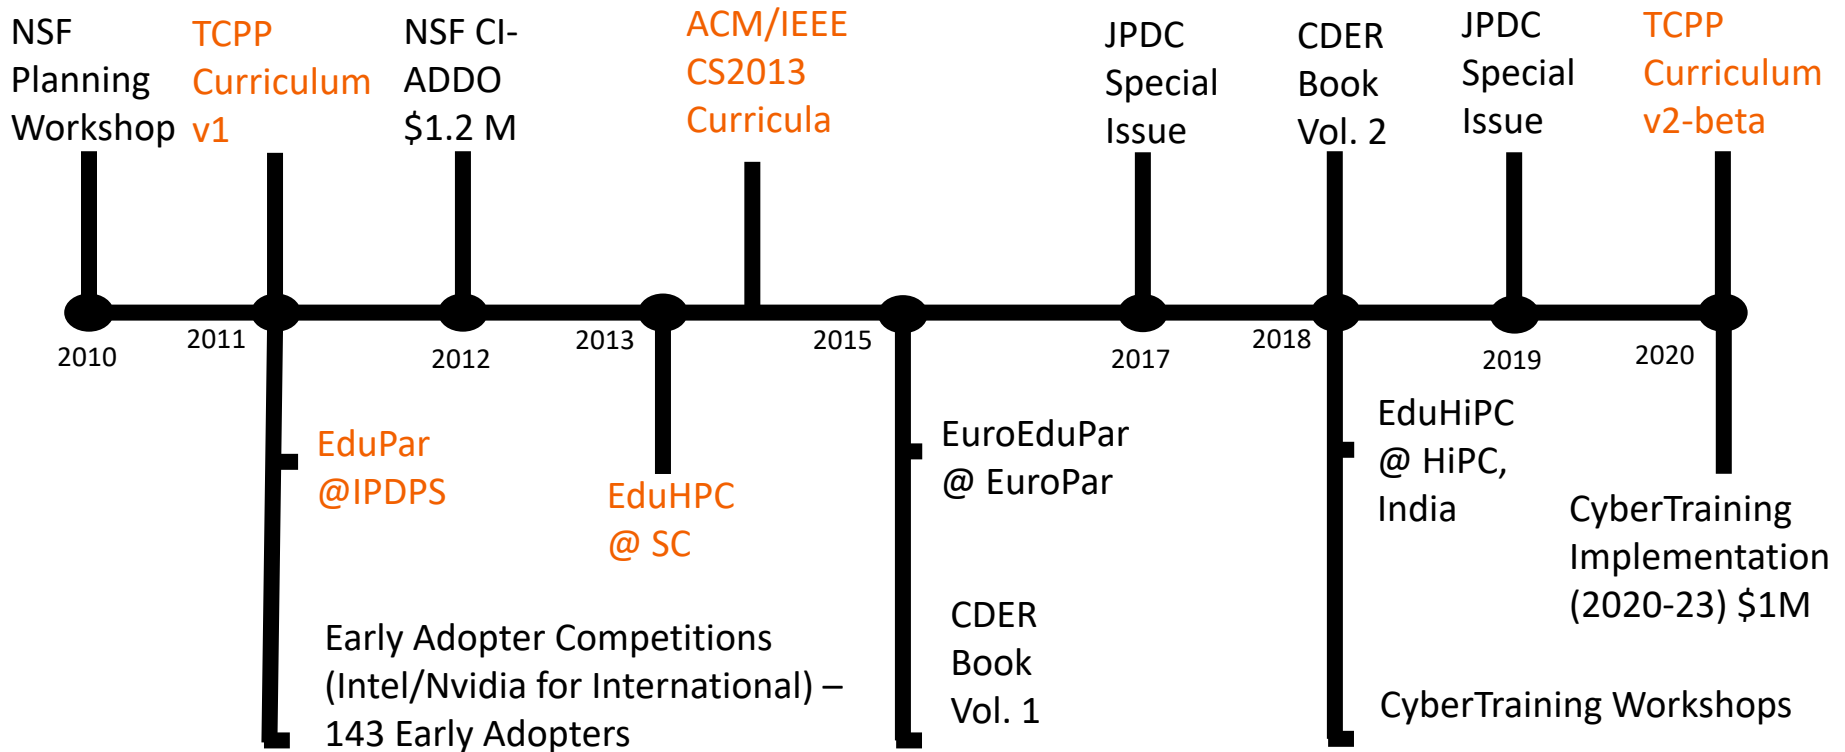 NSF
Planning
Workshop
TCPP
Curriculum
v1
NSF CI-
ADDO
$1.2 M
ACM/IEEE
CS2013
Curricula
JPDC
Special
Issue
CDER
Book
Vol. 2
JPDC
Special
Issue
TCPP
Curriculum
v2-beta
2010
2011
2012
2013
2015
2017
2018
2019
2020
EduPar
@IPDPS
EduHPC
@ SC
EuroEduPar
@ EuroPar
EduHiPC
@ HiPC,
India
CyberTraining
Implementation
(2020-23) $1M
Early Adopter Competitions
(Intel/Nvidia for International) –
143 Early Adopters
CDER
Book
Vol. 1
CyberTraining Workshops